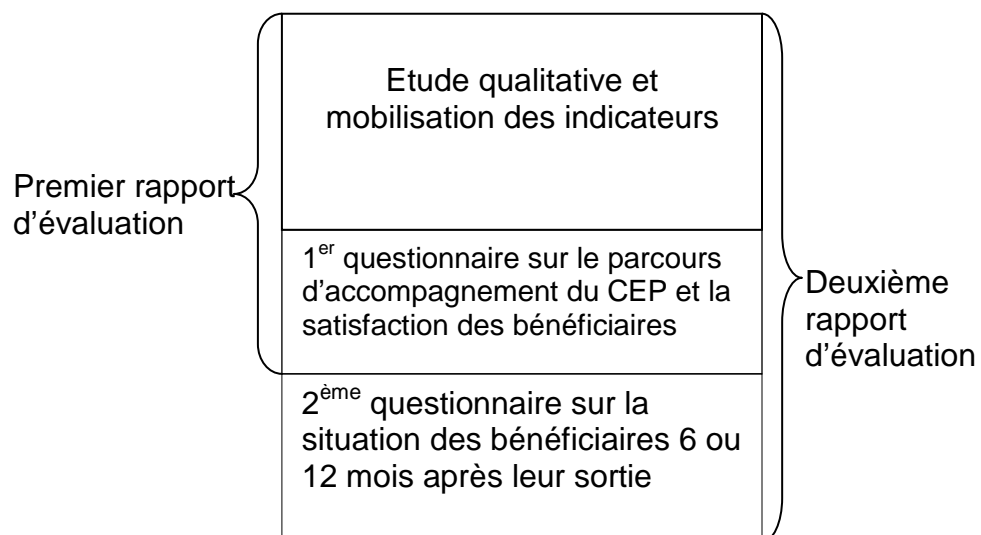 Etude qualitative et
mobilisation des indicateurs
Premier rapport
d’évaluation
1er questionnaire sur le parcours
d’accompagnement du CEP et la
satisfaction des bénéficiaires
Deuxième
rapport
d’évaluation
2ème questionnaire sur la
situation des bénéficiaires 6 ou
12 mois après leur sortie